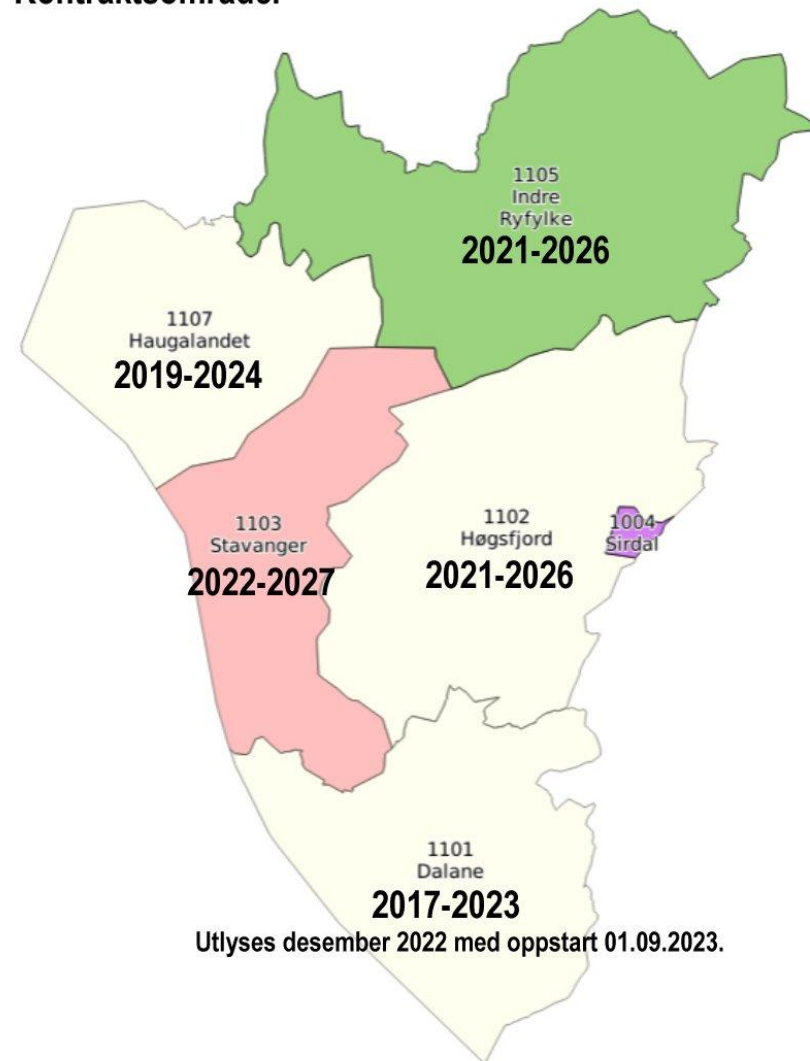 1105
Indre
Ryfylke
2021-2026
1107
Haugalandet
2019-2024
1103
Stavanger
2022-2027
1102
Høgsfjord
2021-2026
1004
Sirdal
1101
Dalane
2017-2023
Utlyses desember 2022 med oppstart 01.09.2023.